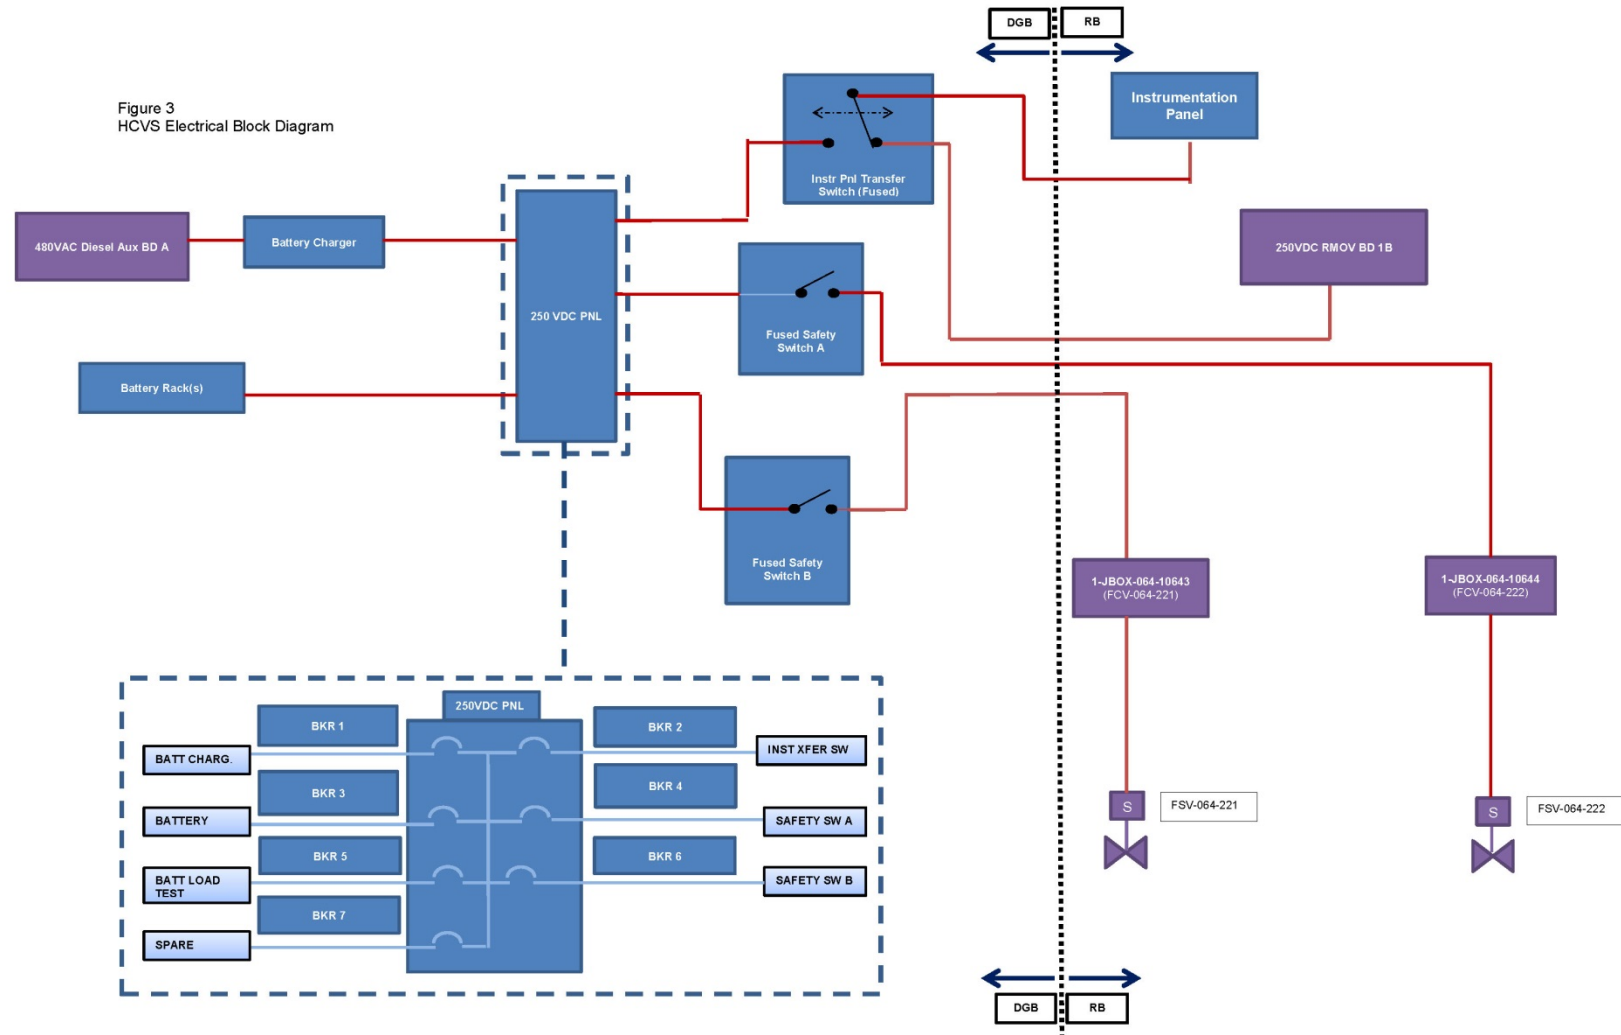 DGB
RB
Figure 3
HCVS Electrical Block Diagram
Instrumentation
Panel
Instr Pnl Transfer
Switch (Fused)
480VAC Diesel Aux BD A
Battery Charger
250VDC RMOV BD 1B
250 VDC PNL
Fused Safety
Switch A
Battery Rack(s)
Fused Safety
Switch B
1-JBOX-064-10643
(FCV-064-221)
1-JBOX-064-10644
(FCV-064-222)
250VDC PNL
BKR 1
BKR 2
BATT CHARG.
INST XFER SW
BKR 3
BKR 4
BATTERY
SAFETY SW A
BKR 5
BKR 6
BATT LOAD
TEST
SAFETY SW B
BKR 7
SPARE
S
FSV-064-221
S
FSV-064-222
DGB
RB